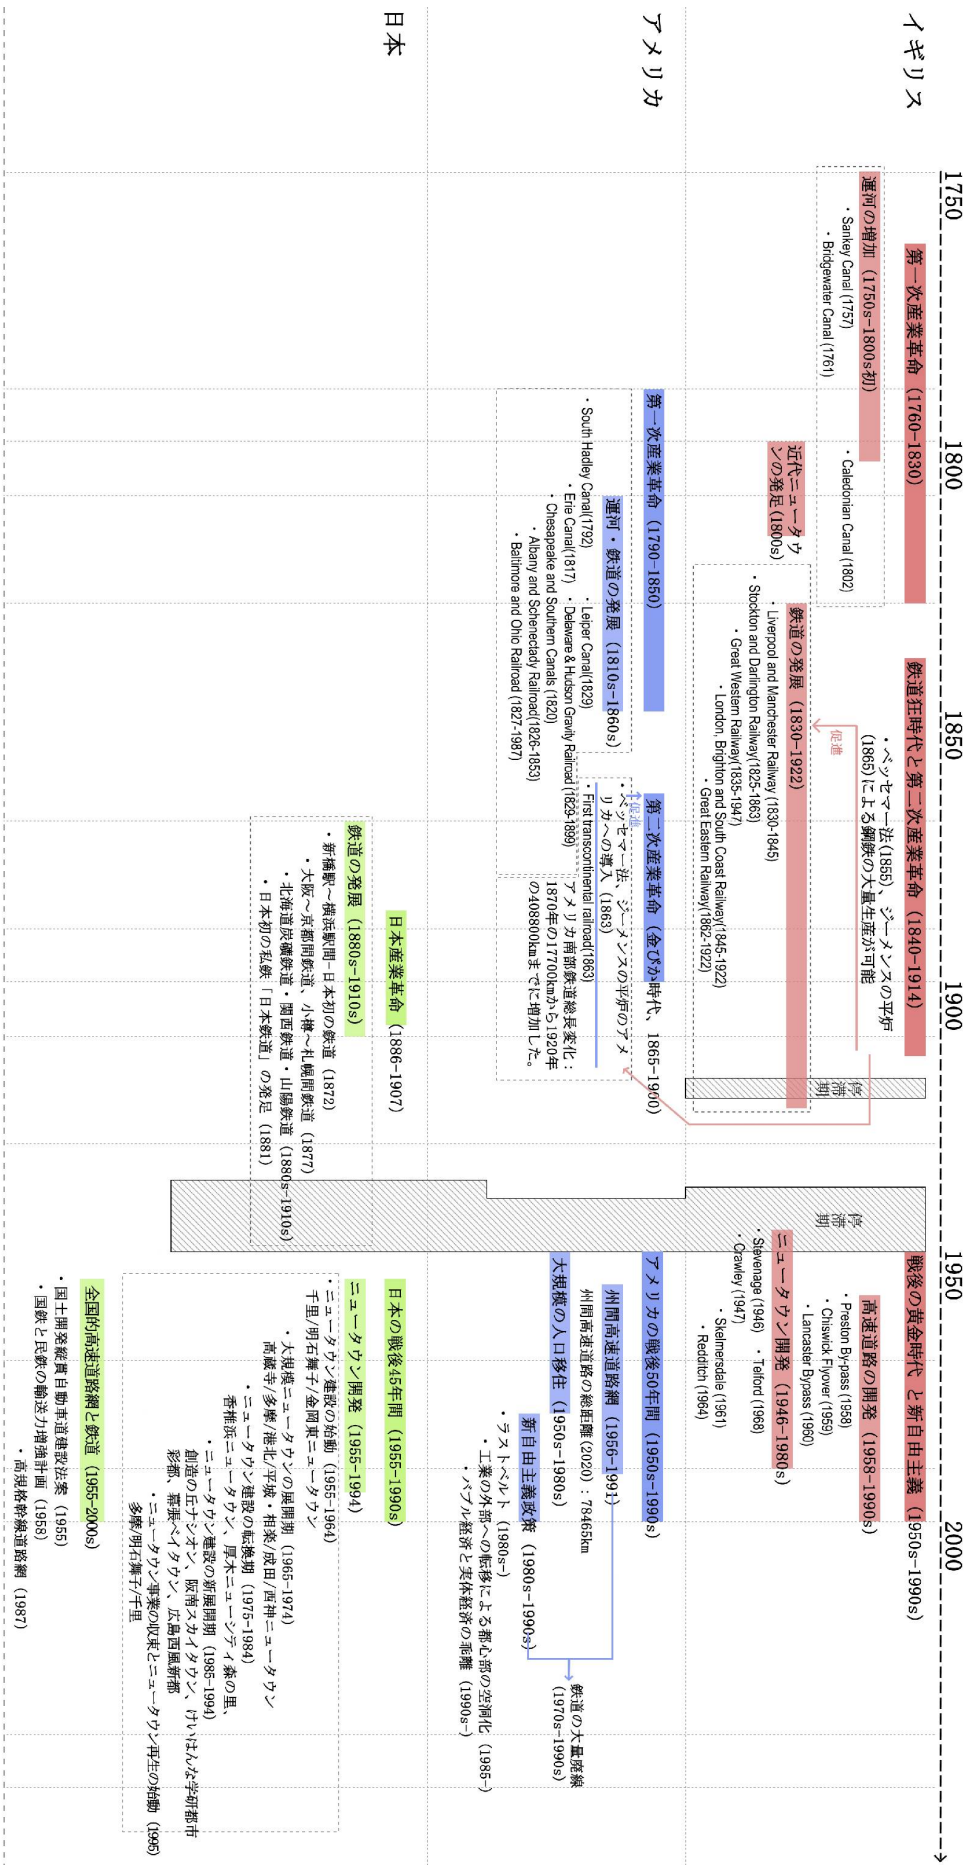 1750
1800
1850
1900
1950
2000
イギリス
第一次産業革命 (1760-1830)
運河の増加 (1750s-1800s初)
・Sankey Canal (1757)
・Bridgewater Canal (1761)
・Caledonian Canal (1802)
近代ニュータウ
ンの発足 (1800s)
鉄道狂時代と第二次産業革命 (1840-1914)
・ベッセマー法 (1855)、ジーメンスの平炉
(1865) による鋼鉄の大量生産が可能
促進
鉄道の発展 (1830-1922)
・Liverpool and Manchester Railway (1830-1845)
・Stockton and Darlington Railway(1825-1863)
・Great Western Railway(1835-1947)
・London, Brighton and South Coast Railway(1845-1922)
・Great Eastern Railway(1862-1922)
停滞期
停滞期
戦後の黄金時代 と新自由主義 (1950s-1990s)
高速道路の開発 (1958-1990s)
・Preston By-pass (1958)
・Chiswick Flyover (1959)
・Lancaster Bypass (1960)
ニュータウン開発 (1946-1980s)
・Stevenage (1946) ・Telford (1968)
・Crawley (1947)
・Skelmersdale (1961)
・Redditch (1964)
アメリカ
第一次産業革命 (1790-1850)
運河・鉄道の発展 (1810s-1860s)
・South Hadley Canal(1792) ・Leiper Canal(1829)
・Erie Canal(1817) ・Delaware & Hudson Gravity Railroad (1829-1899)
・Chesapeake and Southern Canals (1820)
・Albany and Schenectady Railroad(1826-1853)
・Baltimore and Ohio Railroad (1827-1987)
第二次産業革命 (金ぴか時代、1865-1900)
促進
・ベッセマー法、ジーメンスの平炉のアメ
リカへの導入 (1863)
・First transcontinental railroad(1863)
アメリカ南部鉄道総長変化：
1870年の17700kmから1920年
の408800kmまでに増加した。
アメリカの戦後50年間 (1950s-1990s)
州間高速道路網 (1956-1991)
州間高速道路の総距離 (2020) : 78465km
大規模の人口移住 (1950s-1980s)
新自由主義政策 (1980s-1990s)
・ラストベルト (1980s-)
・工業の外部への転移による都心部の空洞化 (1985-)
・バブル経済と実体経済の乖離 (1990s-)
鉄道の大量廃線
(1970s-1990s)
日本
日本産業革命 (1886-1907)
鉄道の発展 (1880s-1910s)
・新橋駅～横浜駅間-日本初の鉄道 (1872)
・大阪～京都間鉄道、小樽～札幌間鉄道 (1877)
・北海道炭礦鉄道・関西鉄道・山陽鉄道 (1880s-1910s)
・日本初の私鉄「日本鉄道」の発足 (1881)
日本の戦後45年間 (1955-1990s)
ニュータウン開発 (1955-1994)
・ニュータウン建設の始動 (1955-1964)
千里/明石舞子/金岡東ニュータウン
・大規模ニュータウンの展開期 (1965-1974)
高蔵寺/多摩/港北/平城・相楽/成田/西神ニュータウン
・ニュータウン建設の転換期 (1975-1984)
香椎浜ニュータウン、厚木ニューシティ森の里、
・ニュータウン建設の新展開期 (1985-1994)
創造の丘ナシオン、阪南スカイタウン、けいはんな学研都市
彩都、幕張ベイタウン、広島西風新都
・ニュータウン事業の収束とニュータウン再生の始動 (1995)
多摩/明石舞子/千里
全国的高速道路網と鉄道 (1955-2000s)
・国土開発縦貫自動車道建設法案 (1955)
・国鉄と民鉄の輸送力増強計画 (1958)
・高規格幹線道路網 (1987)